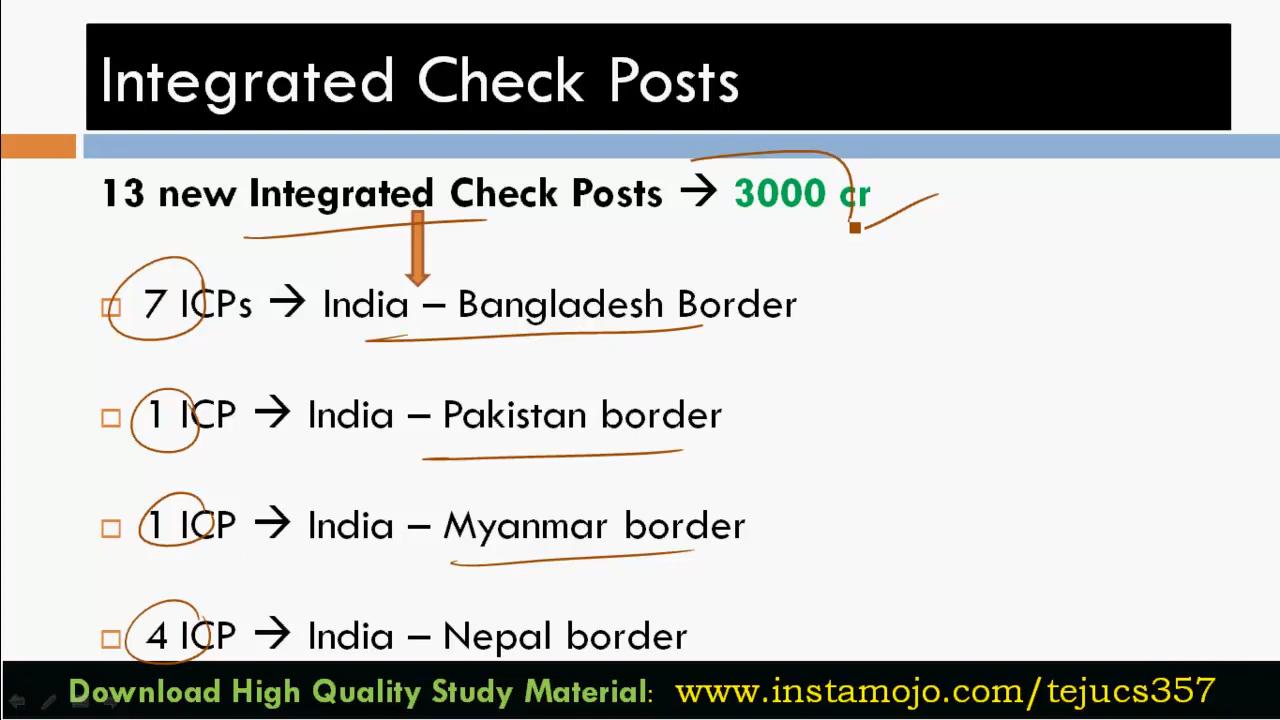 Integrated Check Posts
13 new Integrated Check Posts → 3000 cr
7 ICPs → India – Bangladesh Border
1 ICP → India – Pakistan border
1 ICP → India – Myanmar border
4 ICP → India – Nepal border
Download High Quality Study Material: www.instamojo.com/tejucs357